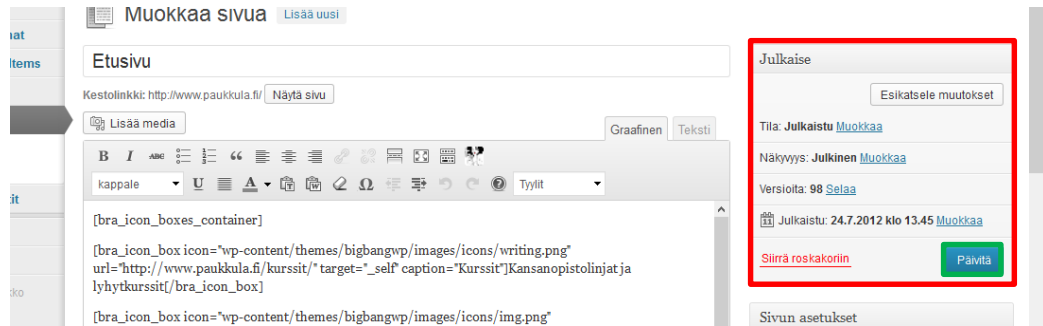 Muokkaa sivua Lisää uusi
nat
Items
it
kko
Etusivu
Kestolinkki: http://www.paukkula.fi/ Näytä sivu
Lisää media
Graafinen Teksti
B I ABC
kappale U A Ω Tyylit
[bra_icon_boxes_container]
[bra_icon_box icon="wp-content/themes/bigbangwp/images/icons/writing.png"
url="http://www.paukkula.fi/kurssit/" target="_self" caption="Kurssit"]Kansanopistolinjat ja
lyhytkurssit[/bra_icon_box]
[bra_icon_box icon="wp-content/themes/bigbangwp/images/icons/img.png"
Julkaise
Esikatsele muutokset
Tila: Julkaistu Muokkaa
Näkyvyys: Julkinen Muokkaa
Versioita: 98 Selaa
Julkaistu: 24.7.2012 klo 13.45 Muokkaa
Siirrä roskakoriin Päivitä
Sivun asetukset